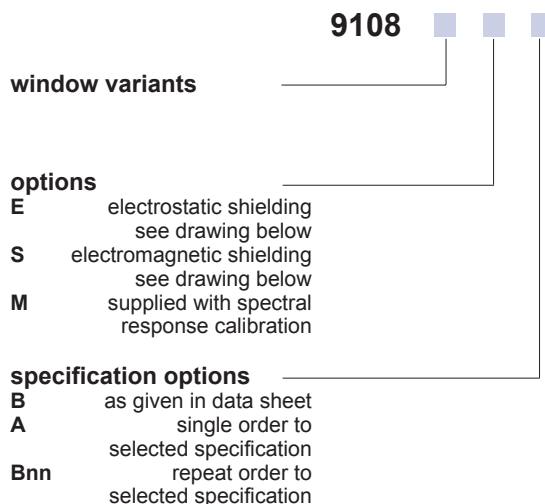 9108
window variants
options
E electrostatic shielding
see drawing below
S electromagnetic shielding
see drawing below
M supplied with spectral
response calibration
specification options
B as given in data sheet
A single order to
selected specification
Bnn repeat order to
selected specification